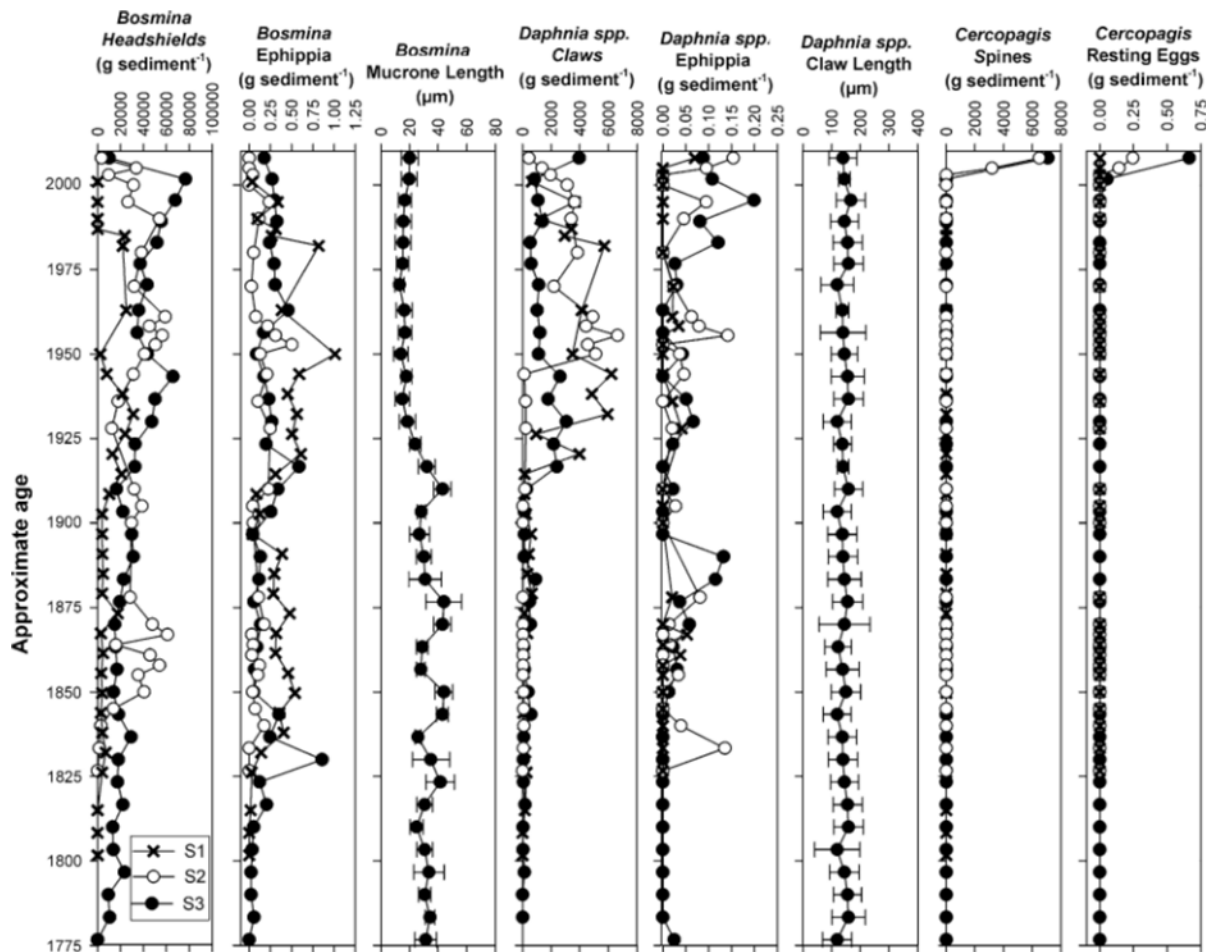 Bosmina
Headshields
(g sediment⁻¹)
Bosmina
Ephippia
(g sediment⁻¹)
Bosmina
Mucrone Length
(µm)
Daphnia spp.
Claws
(g sediment⁻¹)
Daphnia spp.
Ephippia
(g sediment⁻¹)
Daphnia spp.
Claw Length
(µm)
Cercopagis
Spines
(g sediment⁻¹)
Cercopagis
Resting Eggs
(g sediment⁻¹)
0 20000 40000 60000 80000 100000
0.00 0.25 0.50 0.75 1.00 1.25
0 20 40 60 80
0 2000 4000 6000 8000
0.00 0.05 0.10 0.15 0.20 0.25
0 100 200 300 400
0 2000 4000 6000 8000
0.00 0.25 0.50 0.75
Approximate age
2000
1975
1950
1925
1900
1875
1850
1825
1800
1775
S1
S2
S3